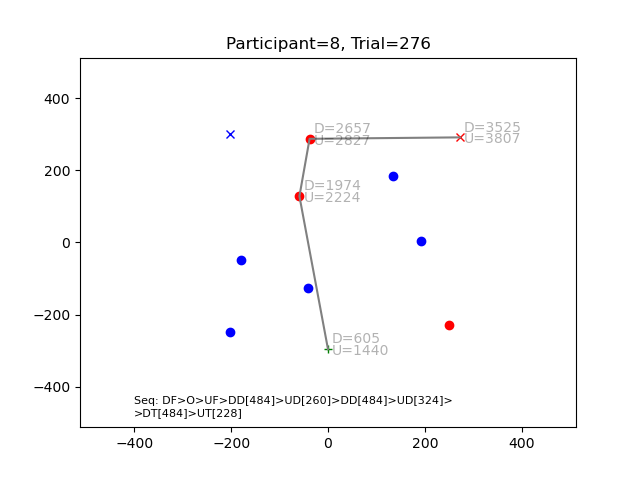 Participant=8, Trial=276
400
200
0
−200
−400
D=2657
U=2827
D=3525
U=3807
D=1974
U=2224
D=605
U=1440
Seq: DF>O>UF>DD[484]>UD[260]>DD[484]>UD[324]>
>DT[484]>UT[228]
−400
−200
0
200
400